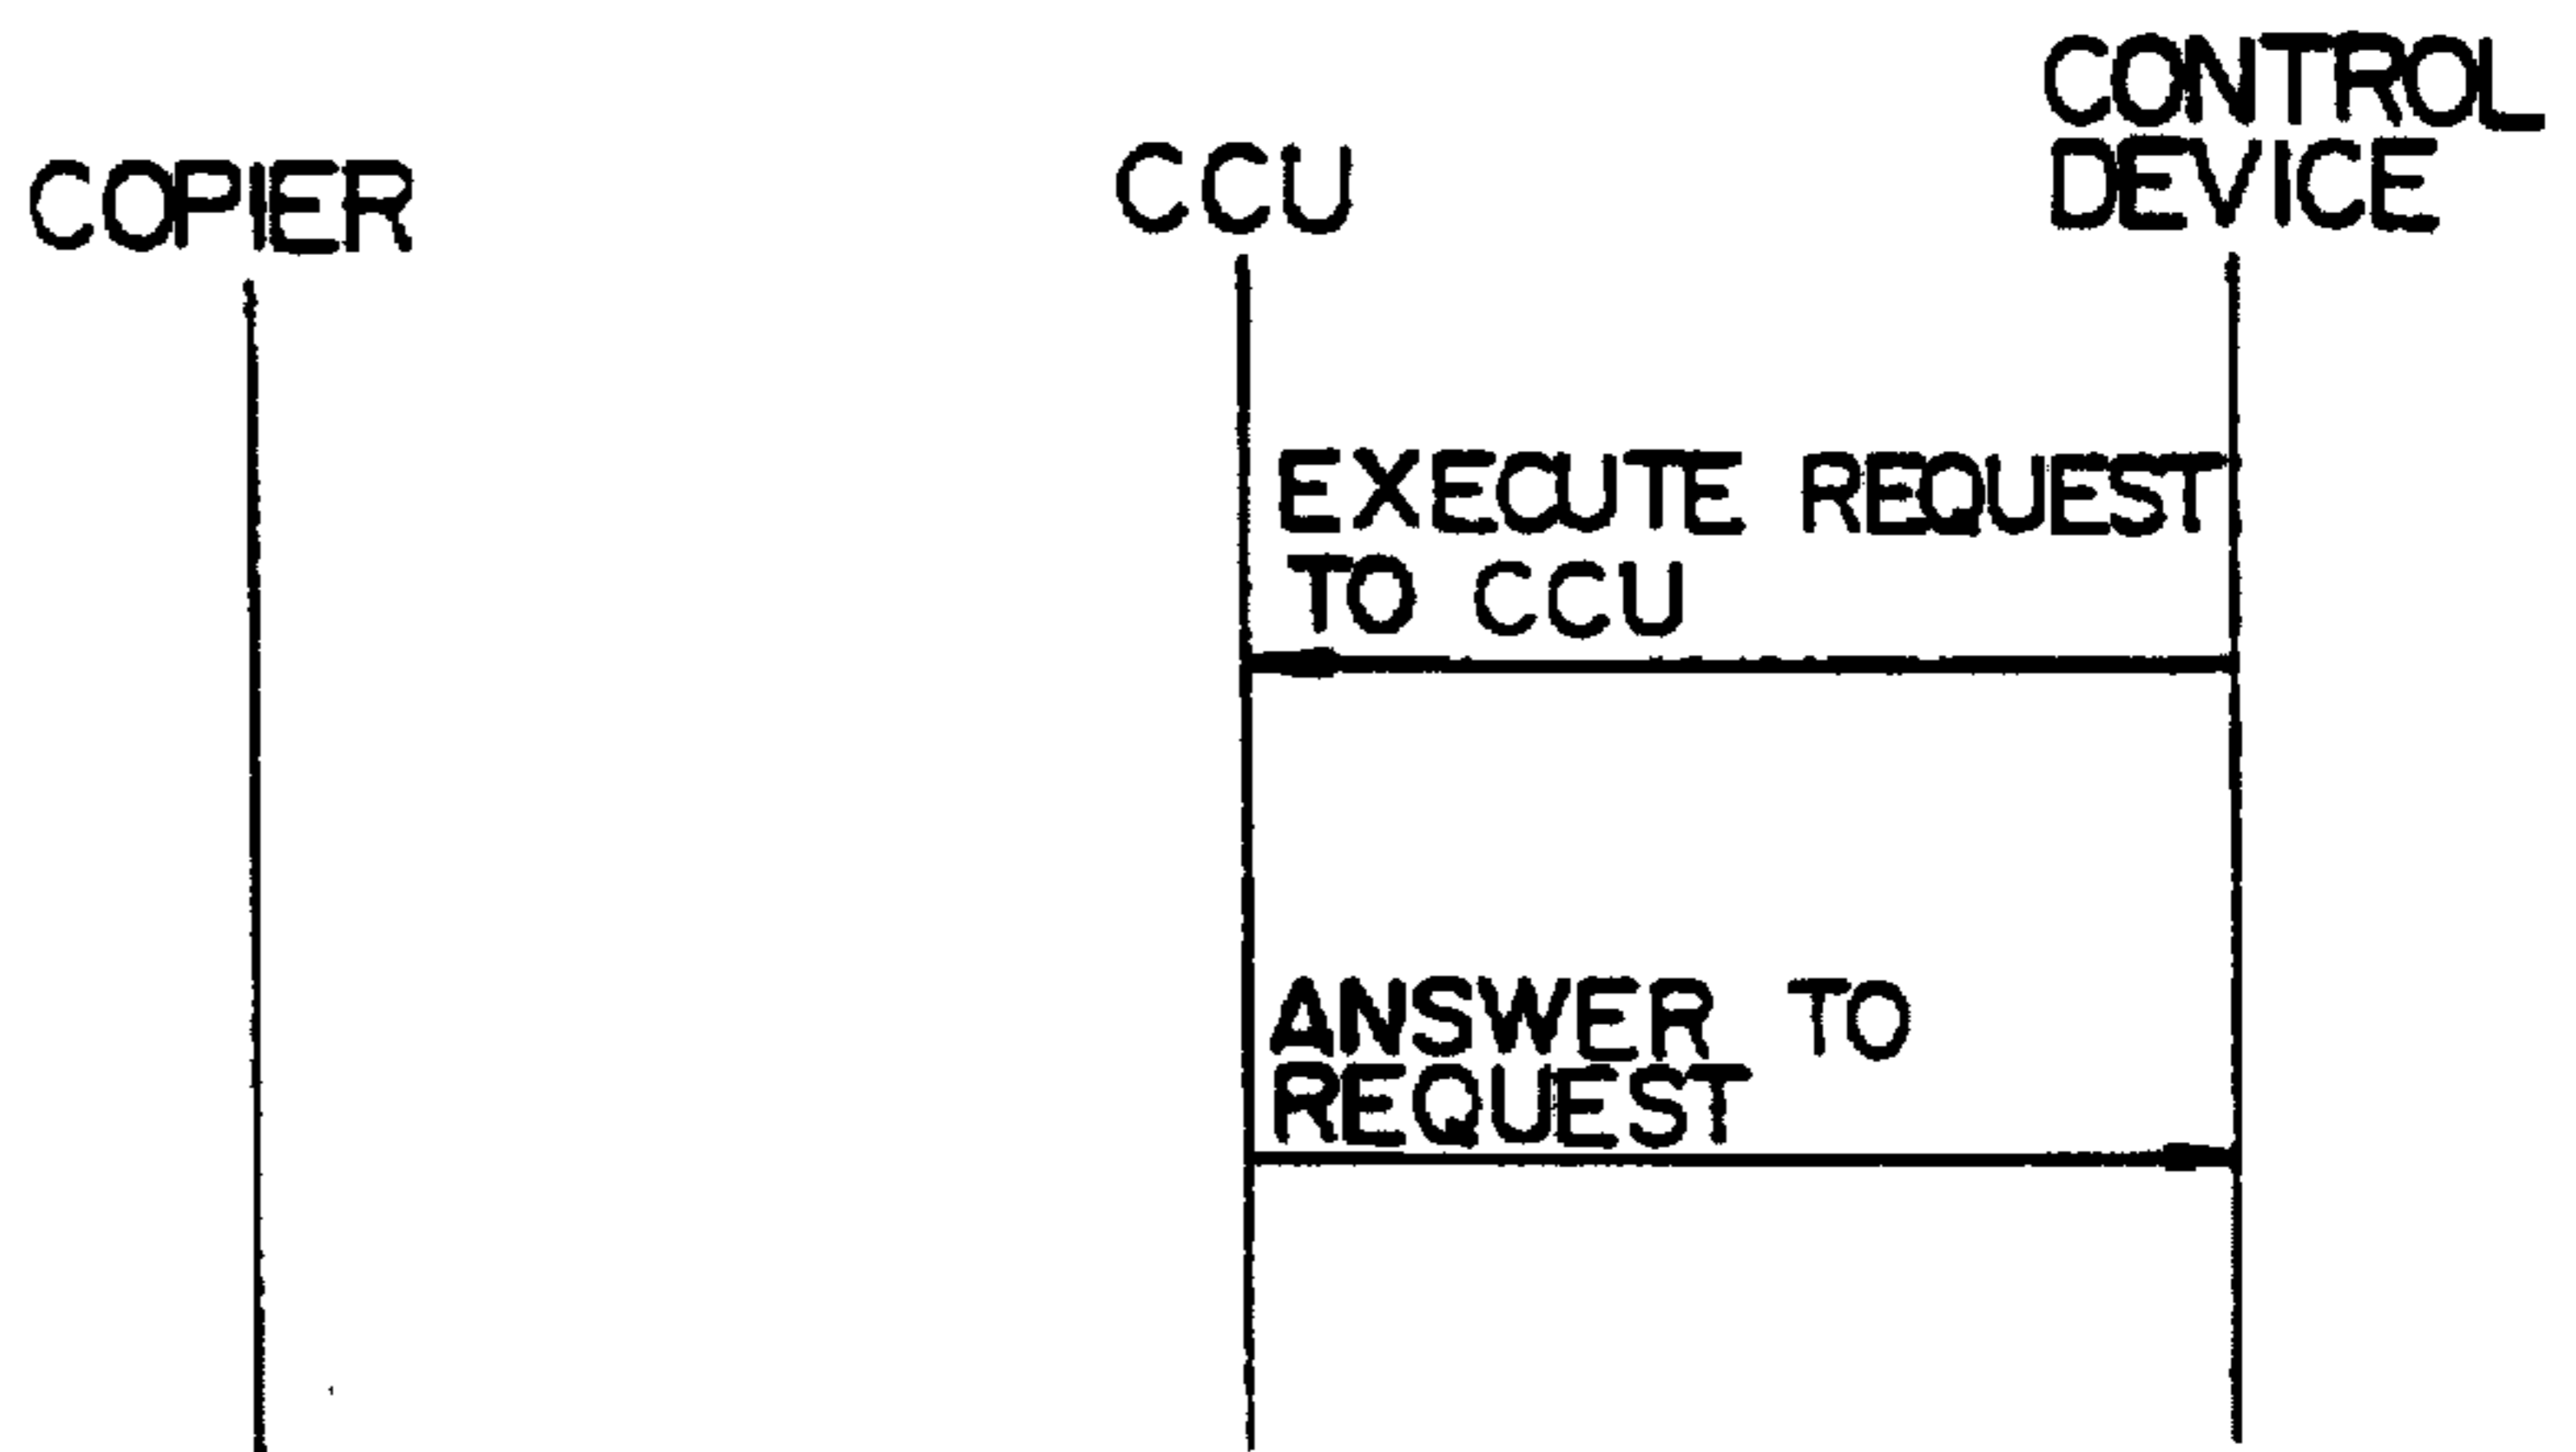 COPIER
CCU
CONTROL
DEVICE
EXECUTE REQUEST
TO CCU
ANSWER TO
REQUEST